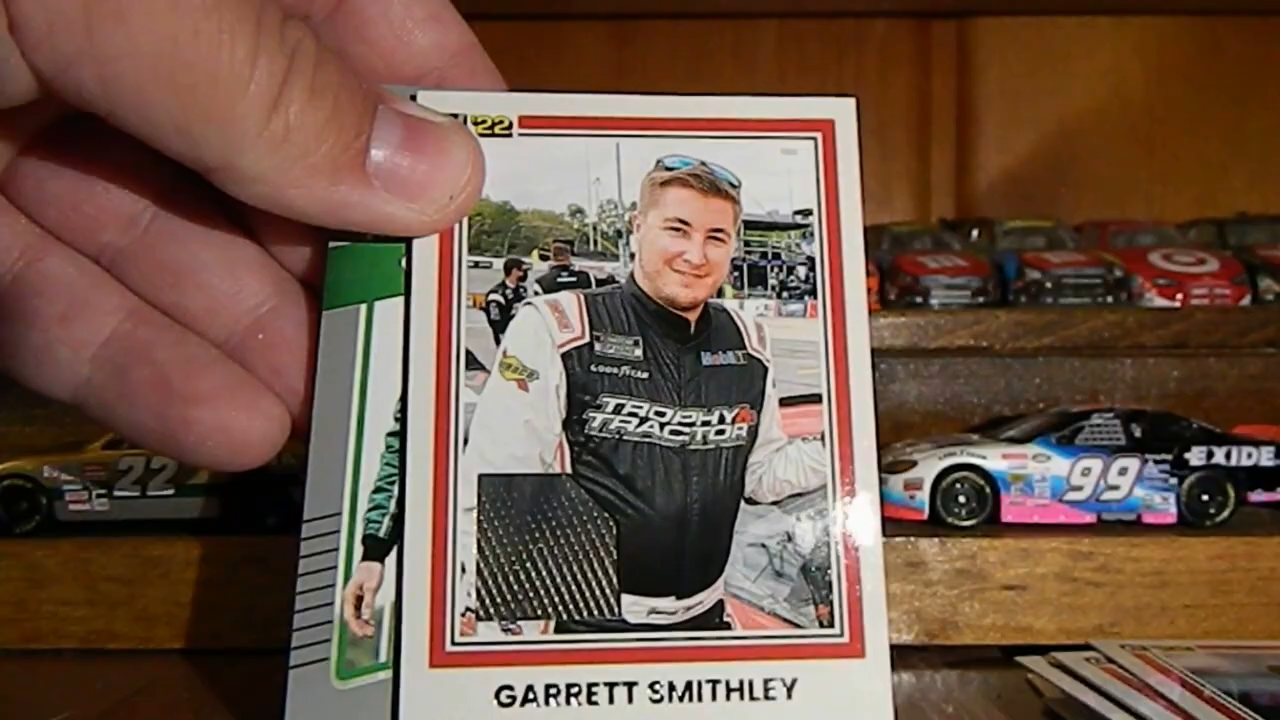 '22
GOODYEAR
Mobil 1
TROPHY
TRACTOR
22
99
EXIDE
GARRETT SMITHLEY